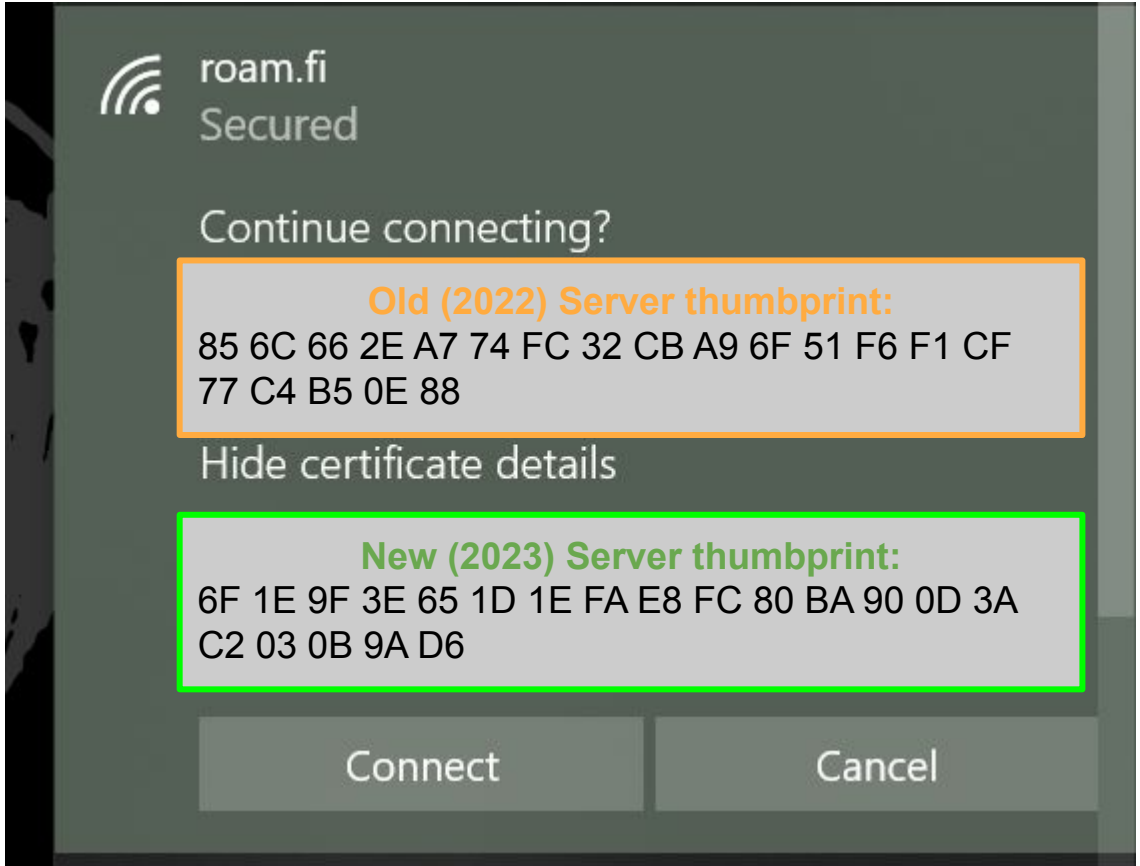 roam.fi
Secured
Continue connecting?
Old (2022) Server thumbprint:
85 6C 66 2E A7 74 FC 32 CB A9 6F 51 F6 F1 CF
77 C4 B5 0E 88
Hide certificate details
New (2023) Server thumbprint:
6F 1E 9F 3E 65 1D 1E FA E8 FC 80 BA 90 0D 3A
C2 03 0B 9A D6
Connect
Cancel